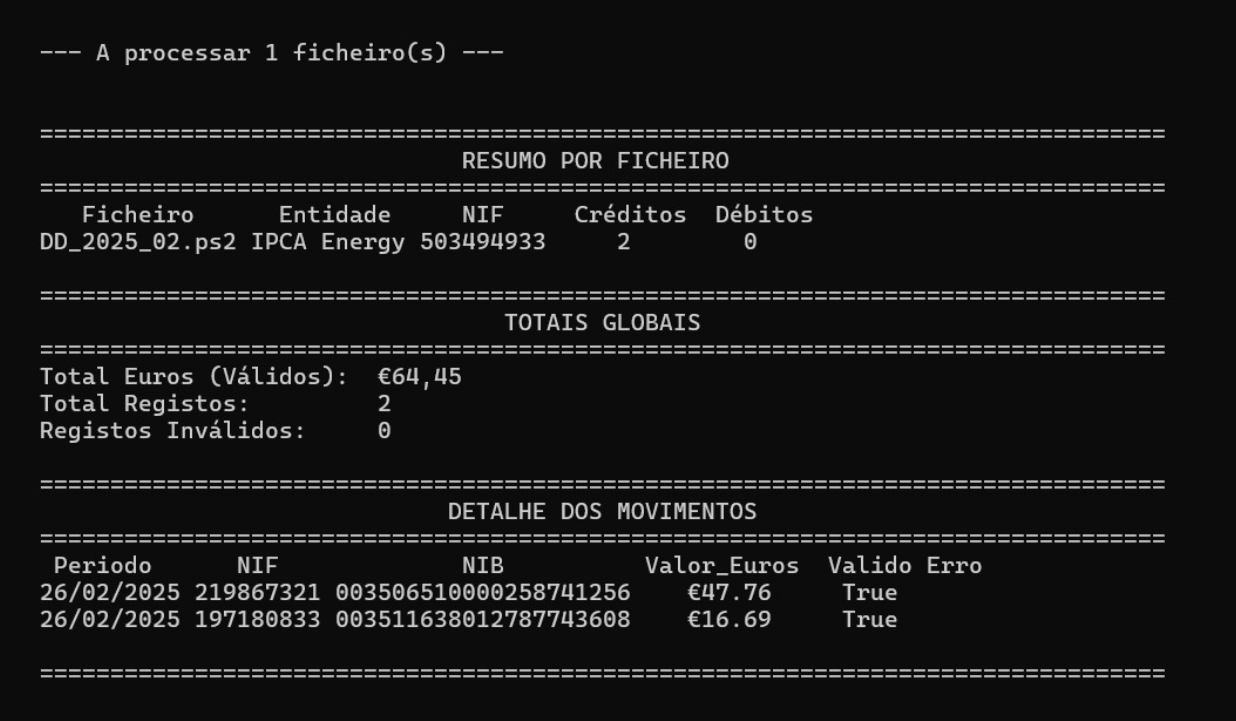 --- A processar 1 ficheiro(s) ---
================================================================================
RESUMO POR FICHEIRO
================================================================================
Ficheiro Entidade NIF Créditos Débitos
DD_2025_02.ps2 IPCA Energy 503494933 2 0
================================================================================
TOTAIS GLOBAIS
================================================================================
Total Euros (Válidos): €64,45
Total Registos: 2
Registos Inválidos: 0
================================================================================
DETALHE DOS MOVIMENTOS
================================================================================
Periodo NIF NIB Valor_Euros Valido Erro
26/02/2025 219867321 003506510000258741256 €47.76 True
26/02/2025 197180833 003511638012787743608 €16.69 True
================================================================================